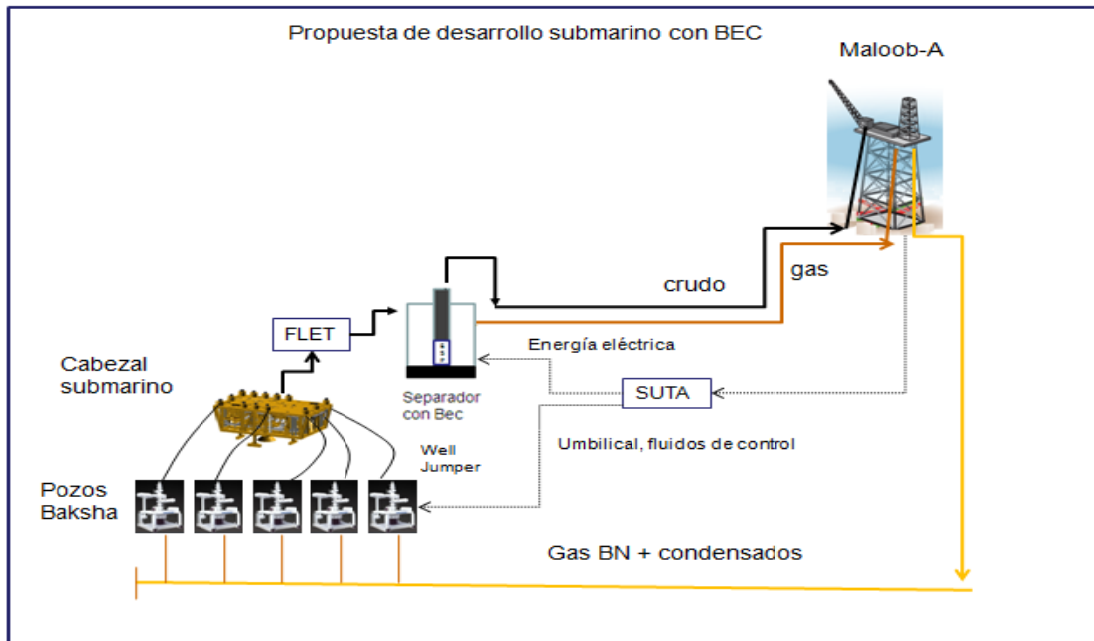 Propuesta de desarrollo submarino con BEC
Maloob-A
crudo
gas
FLET
Energía eléctrica
Cabezal
submarino
Separador
con Bec
SUTA
Well
Jumper
Umbilical, fluidos de control
Pozos
Baksha
Gas BN + condensados